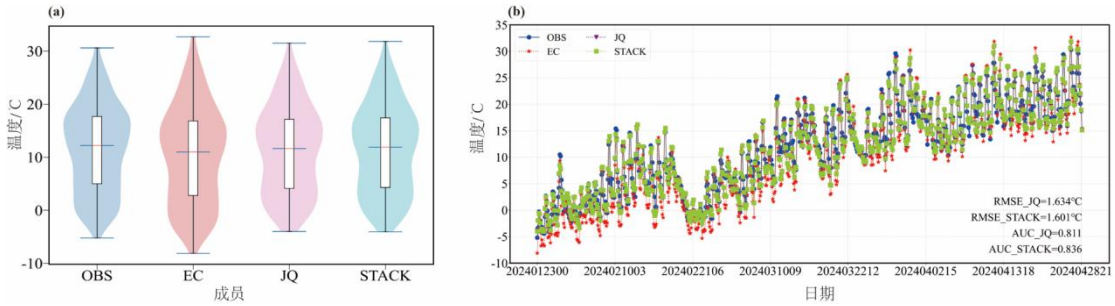 (a)
温度/°C
30
20
10
0
-10
OBS
EC
JQ
STACK
成员
(b)
温度/°C
35
30
25
20
15
10
5
0
-5
-10
OBS
JQ
EC
STACK
RMSE_JQ=1.634°C
RMSE_STACK=1.601°C
AUC_JQ=0.811
AUC_STACK=0.836
2024012300
2024021003
2024022106
2024031009
2024032212
2024040215
2024041318
2024042821
日期